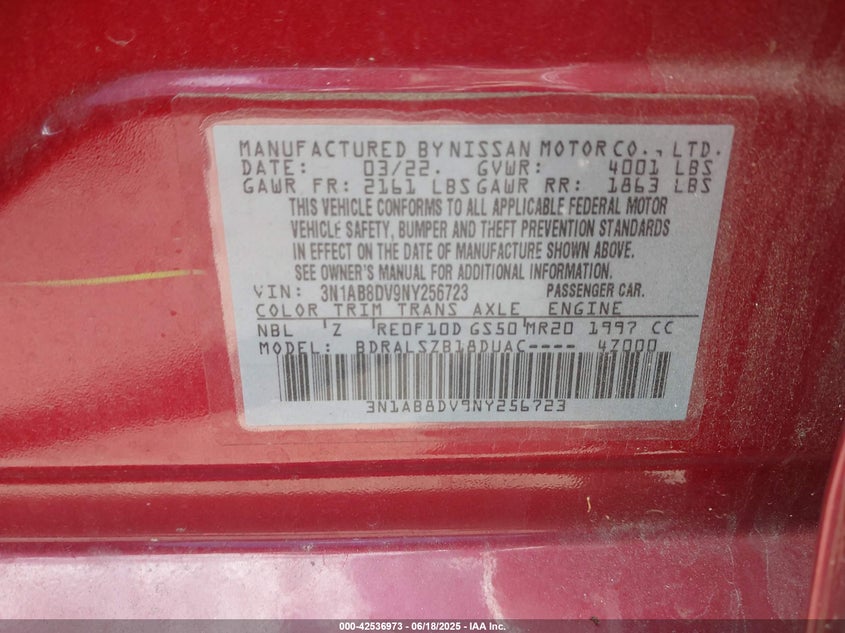 MANUFACTURED BY NISSAN MOTOR CO., LTD.
DATE: 03/22. GVWR: 4001 LBS
GAWR FR: 2161 LBS GAWR RR: 1863 LBS
THIS VEHICLE CONFORMS TO ALL APPLICABLE FEDERAL MOTOR
VEHICLE SAFETY, BUMPER AND THEFT PREVENTION STANDARDS
IN EFFECT ON THE DATE OF MANUFACTURE SHOWN ABOVE.
SEE OWNER'S MANUAL FOR ADDITIONAL INFORMATION.
VIN: 3N1AB8DV9NY256723 PASSENGER CAR.
COLOR TRIM TRANS AXLE ENGINE
NBL 'Z RE0F10D GS50 MR20 1997 CC
MODEL: BDRALSZB18DUAC---- 47000
3N1AB8DV9NY256723
000-42536973 / 06/18/2025 - IAA Inc.